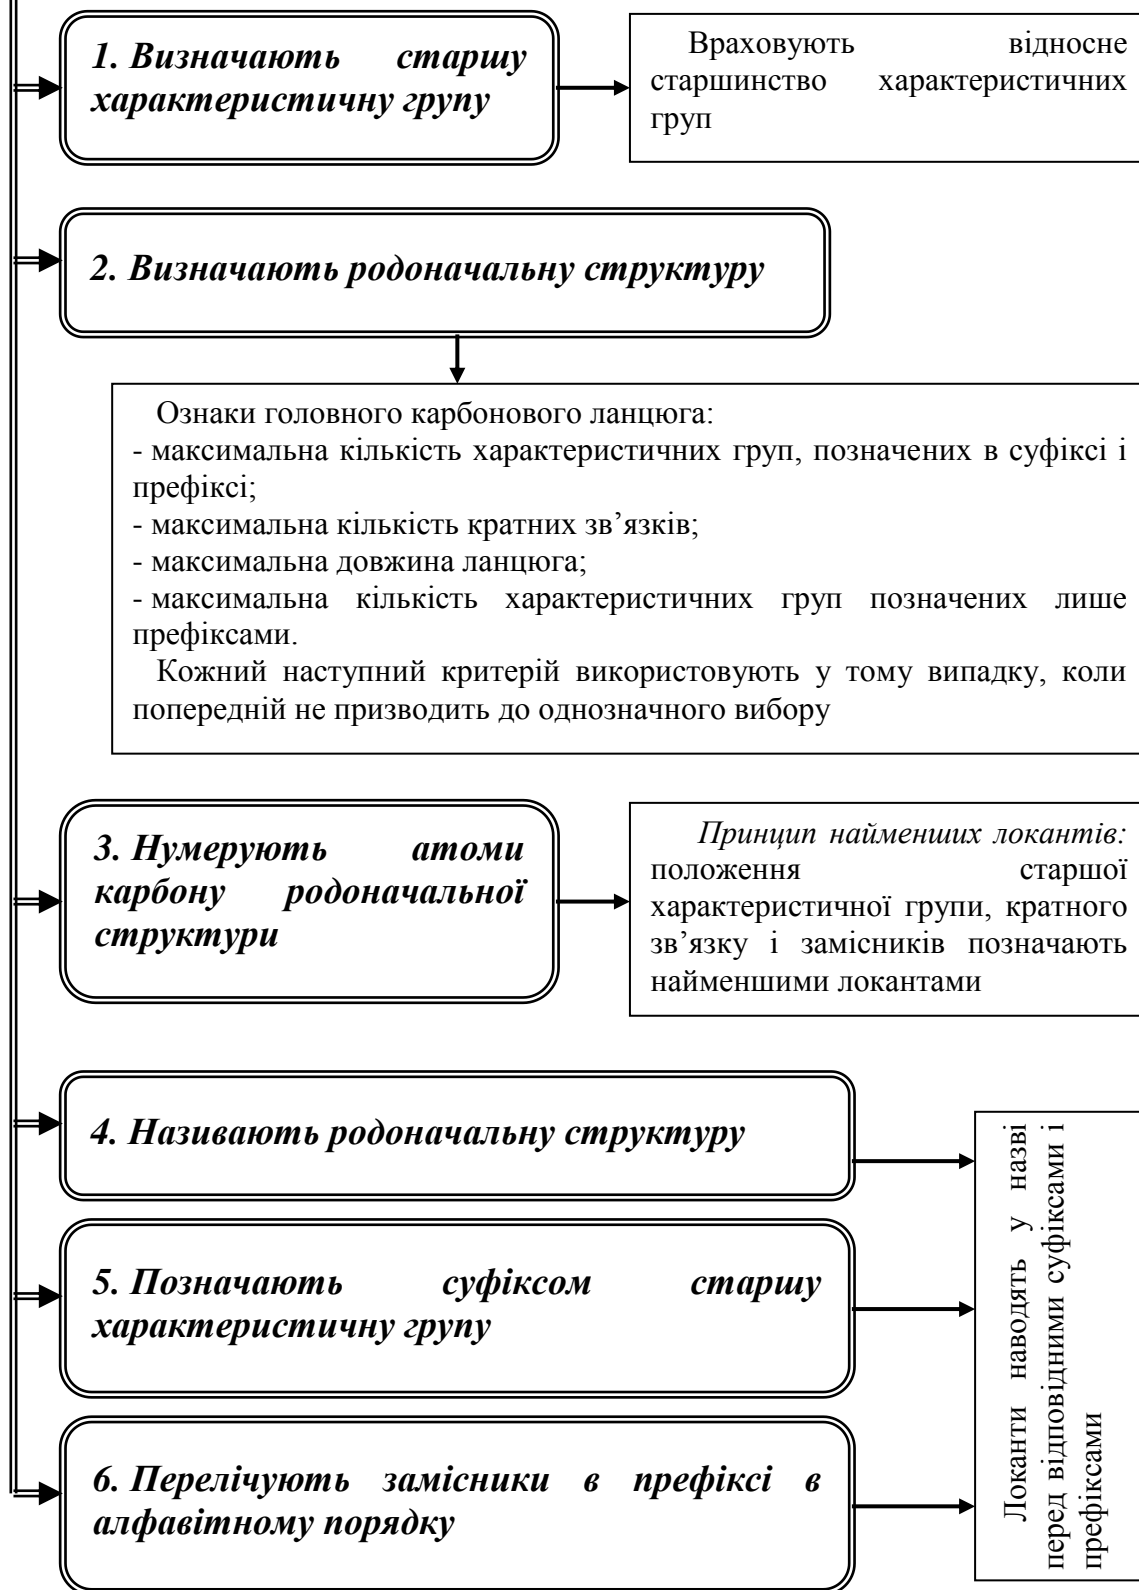 1. Визначають старшу
характеристичну групу
Враховують відносне
старшинство характеристичних
груп
2. Визначають родоначальну структуру
Ознаки головного карбонового ланцюга:
- максимальна кількість характеристичних груп, позначених в суфіксі і
префіксі;
- максимальна кількість кратних зв’язків;
- максимальна довжина ланцюга;
- максимальна кількість характеристичних груп позначених лише
префіксами.
Кожний наступний критерій використовують у тому випадку, коли
попередній не призводить до однозначного вибору
3. Нумерують атоми
карбону родоначальної
структури
Принцип найменших локантів:
положення старшої
характеристичної групи, кратного
зв’язку і замісників позначають
найменшими локантами
4. Називають родоначальну структуру
5. Позначають суфіксом старшу
характеристичну групу
6. Перелічують замісники в префіксі в
алфавітному порядку
Локанти наводять у назві
перед відповідними суфіксами і
префіксами